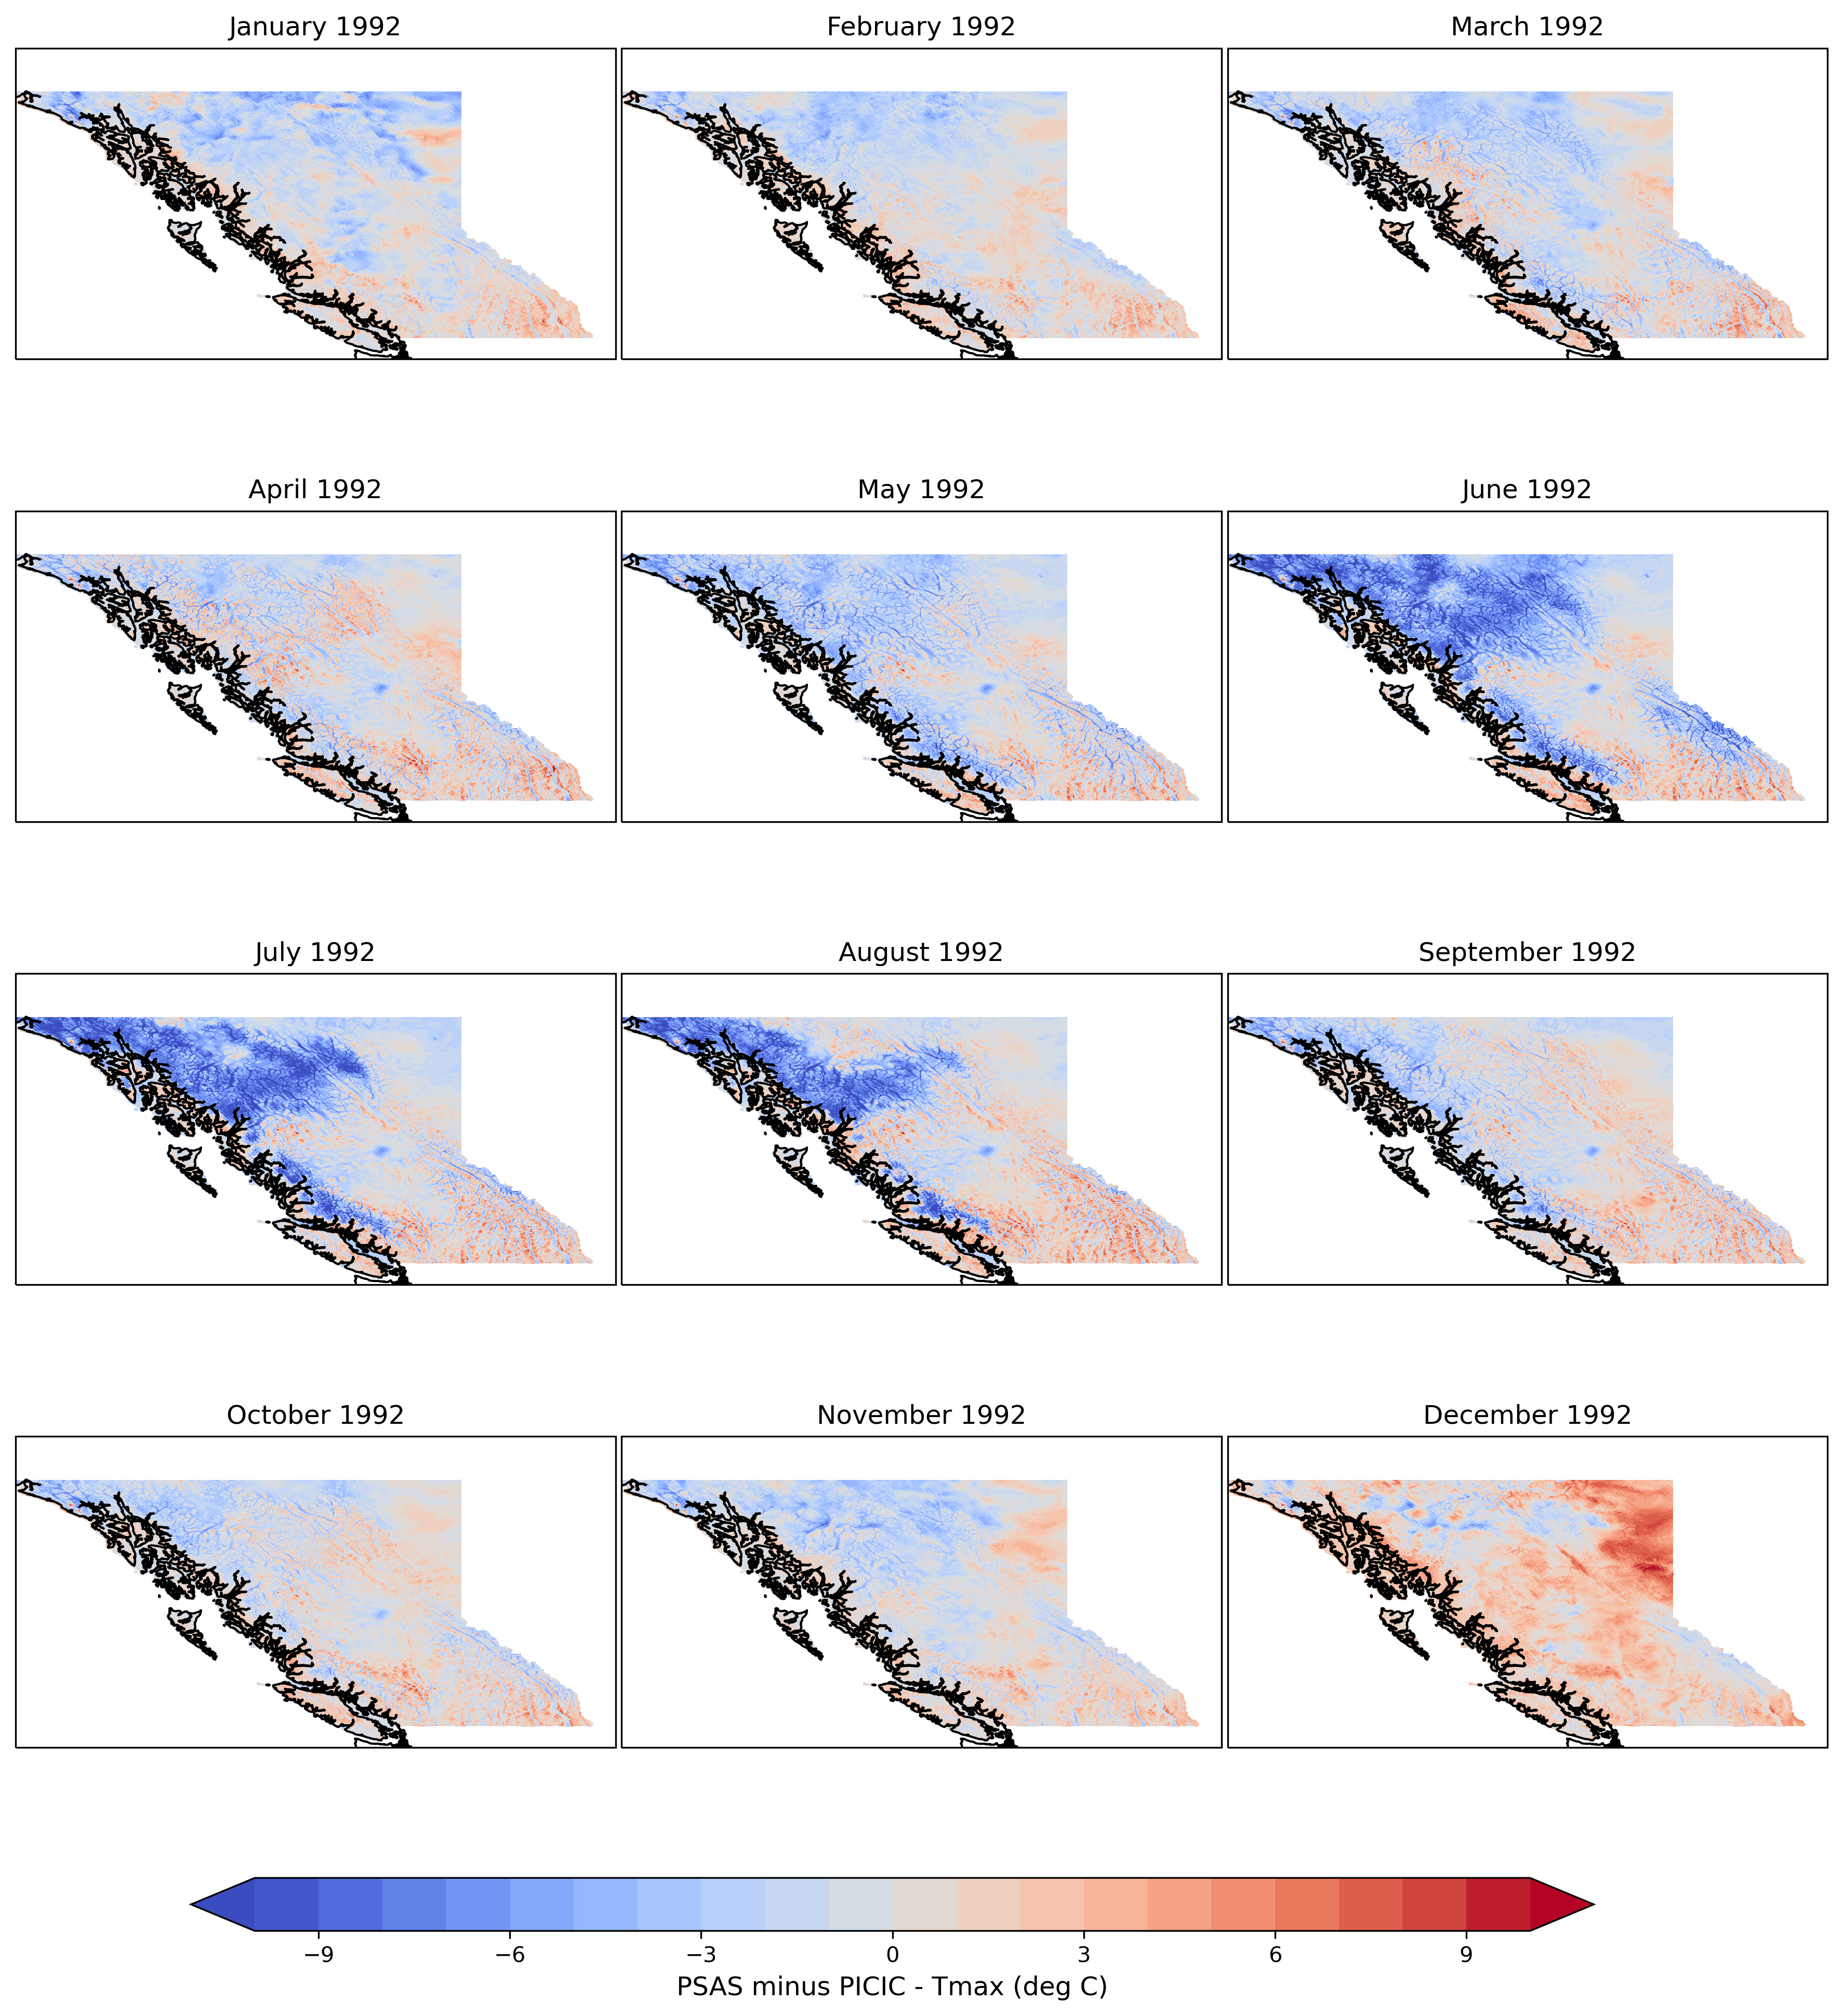 January 1992
February 1992
March 1992
April 1992
May 1992
June 1992
July 1992
August 1992
September 1992
October 1992
November 1992
December 1992
−9 −6 −3 0 3 6 9
PSAS minus PICIC - Tmax (deg C)